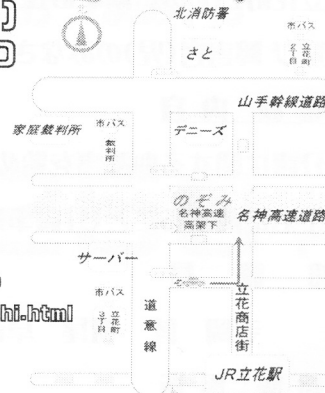 り
北消防署
市バス
立花町
2丁目
さと
山手幹線道路
家庭裁判所
市バス
裁判所
デニーズ
のぞみ
名神高速
高架下
名神高速道路
サーバー
市バス
立花町
3丁目
hi.html
道意線
立花商店街
JR立花駅